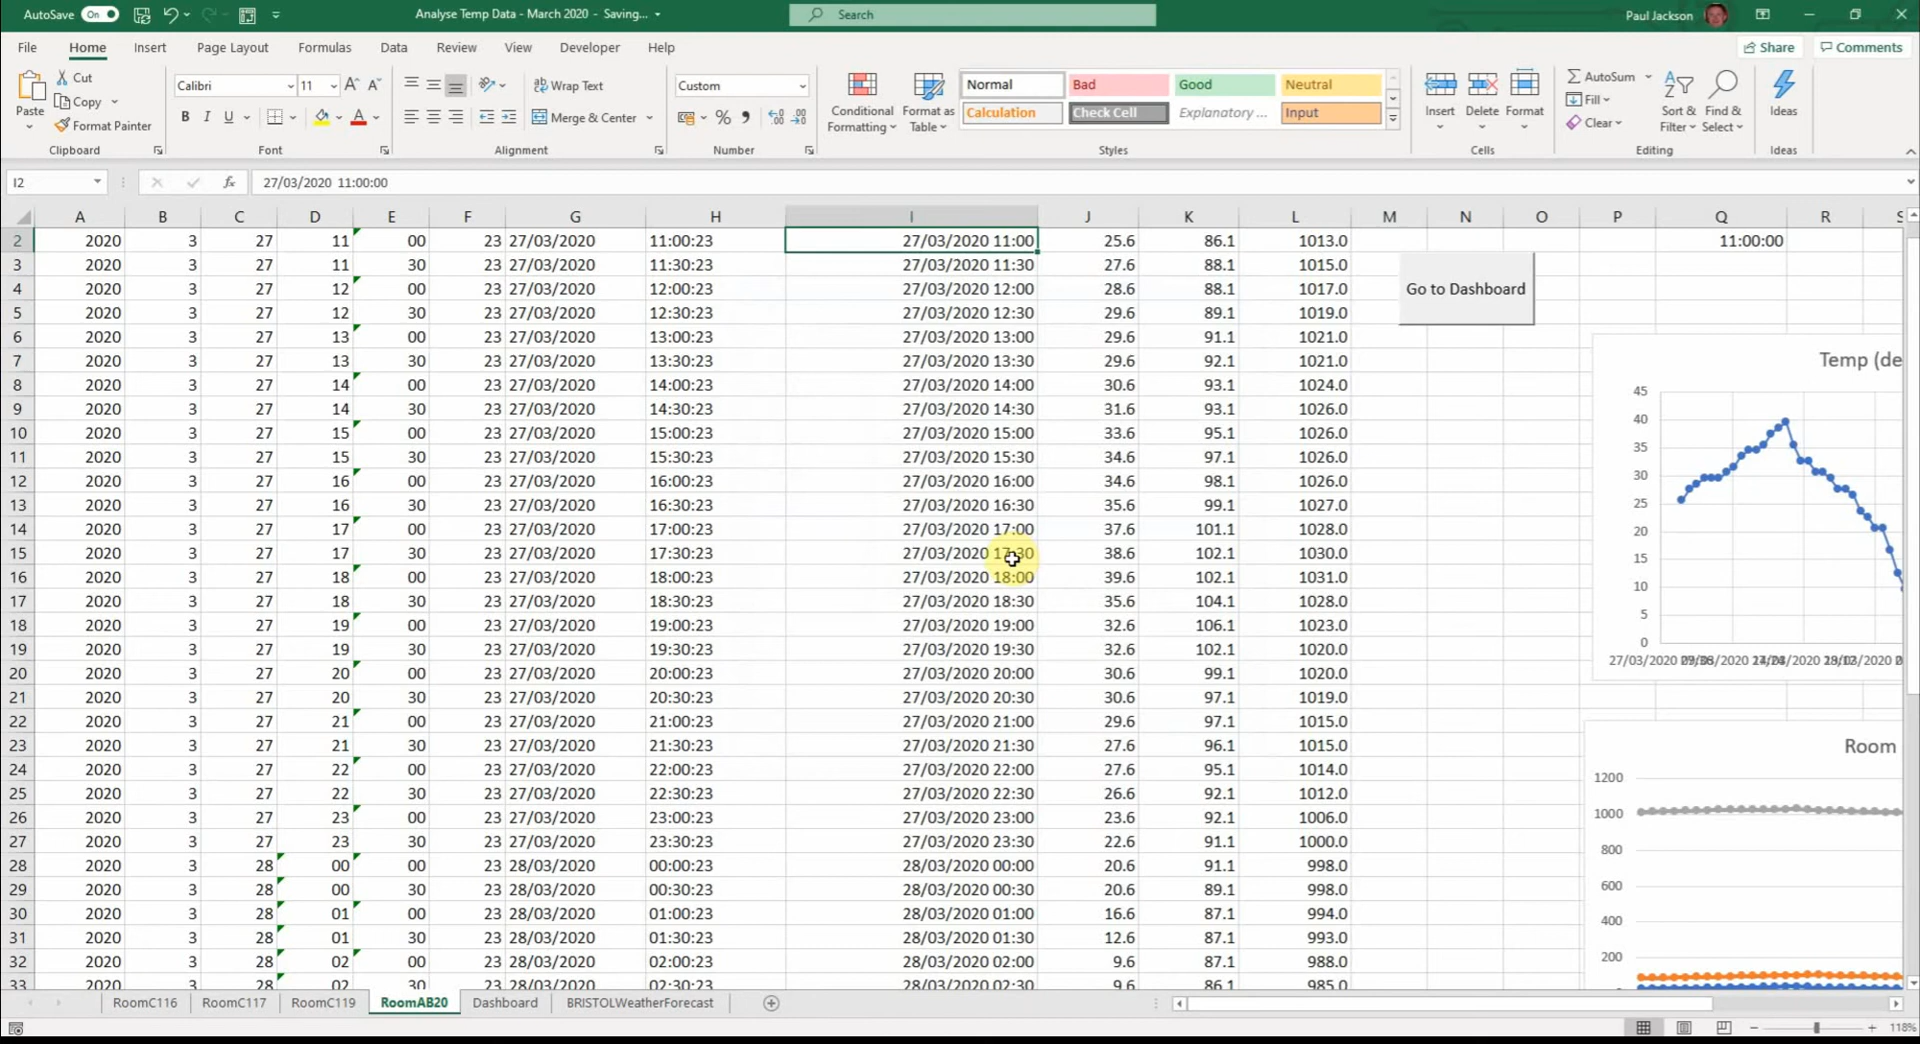 AutoSave On Analyse Temp Data - March 2020 - Saving... Search Paul Jackson
File Home Insert Page Layout Formulas Data Review View Developer Help Share Comments
Paste Cut Copy Format Painter Clipboard
Calibri 11 B I U A A A Font
Wrap Text Merge & Center Alignment
Custom % Number
Conditional Formatting Format as Table Normal Bad Good Neutral
Calculation Check Cell Explanatory ... Input Styles
Insert Delete Format Cells
AutoSum Fill Clear Sort & Filter Find & Select Editing
Ideas Ideas
I2 fx 27/03/2020 11:00:00
A B C D E F G H I J K L M N O P Q R S
2 2020 3 27 11 00 23 27/03/2020 11:00:23 27/03/2020 11:00 25.6 86.1 1013.0 11:00:00
3 2020 3 27 11 30 23 27/03/2020 11:30:23 27/03/2020 11:30 27.6 88.1 1015.0
4 2020 3 27 12 00 23 27/03/2020 12:00:23 27/03/2020 12:00 28.6 88.1 1017.0 Go to Dashboard
5 2020 3 27 12 30 23 27/03/2020 12:30:23 27/03/2020 12:30 29.6 89.1 1019.0
6 2020 3 27 13 00 23 27/03/2020 13:00:23 27/03/2020 13:00 29.6 91.1 1021.0
7 2020 3 27 13 30 23 27/03/2020 13:30:23 27/03/2020 13:30 29.6 92.1 1021.0
8 2020 3 27 14 00 23 27/03/2020 14:00:23 27/03/2020 14:00 30.6 93.1 1024.0
9 2020 3 27 14 30 23 27/03/2020 14:30:23 27/03/2020 14:30 31.6 93.1 1026.0
10 2020 3 27 15 00 23 27/03/2020 15:00:23 27/03/2020 15:00 33.6 95.1 1026.0
11 2020 3 27 15 30 23 27/03/2020 15:30:23 27/03/2020 15:30 34.6 97.1 1026.0
12 2020 3 27 16 00 23 27/03/2020 16:00:23 27/03/2020 16:00 34.6 98.1 1026.0
13 2020 3 27 16 30 23 27/03/2020 16:30:23 27/03/2020 16:30 35.6 99.1 1027.0
14 2020 3 27 17 00 23 27/03/2020 17:00:23 27/03/2020 17:00 37.6 101.1 1028.0
15 2020 3 27 17 30 23 27/03/2020 17:30:23 27/03/2020 17:30 38.6 102.1 1030.0
16 2020 3 27 18 00 23 27/03/2020 18:00:23 27/03/2020 18:00 39.6 102.1 1031.0
17 2020 3 27 18 30 23 27/03/2020 18:30:23 27/03/2020 18:30 35.6 104.1 1028.0
18 2020 3 27 19 00 23 27/03/2020 19:00:23 27/03/2020 19:00 32.6 106.1 1023.0
19 2020 3 27 19 30 23 27/03/2020 19:30:23 27/03/2020 19:30 32.6 102.1 1020.0
20 2020 3 27 20 00 23 27/03/2020 20:00:23 27/03/2020 20:00 30.6 99.1 1020.0
21 2020 3 27 20 30 23 27/03/2020 20:30:23 27/03/2020 20:30 30.6 97.1 1019.0
22 2020 3 27 21 00 23 27/03/2020 21:00:23 27/03/2020 21:00 29.6 97.1 1015.0
23 2020 3 27 21 30 23 27/03/2020 21:30:23 27/03/2020 21:30 27.6 96.1 1015.0
24 2020 3 27 22 00 23 27/03/2020 22:00:23 27/03/2020 22:00 27.6 95.1 1014.0
25 2020 3 27 22 30 23 27/03/2020 22:30:23 27/03/2020 22:30 26.6 92.1 1012.0
26 2020 3 27 23 00 23 27/03/2020 23:00:23 27/03/2020 23:00 23.6 92.1 1006.0
27 2020 3 27 23 30 23 27/03/2020 23:30:23 27/03/2020 23:30 22.6 91.1 1000.0
28 2020 3 28 00 00 23 28/03/2020 00:00:23 28/03/2020 00:00 20.6 91.1 998.0
29 2020 3 28 00 30 23 28/03/2020 00:30:23 28/03/2020 00:30 20.6 89.1 998.0
30 2020 3 28 01 00 23 28/03/2020 01:00:23 28/03/2020 01:00 16.6 87.1 994.0
31 2020 3 28 01 30 23 28/03/2020 01:30:23 28/03/2020 01:30 12.6 87.1 993.0
32 2020 3 28 02 00 23 28/03/2020 02:00:23 28/03/2020 02:00 9.6 87.1 988.0
33 2020 3 28 02 30 23 28/03/2020 02:30:23 28/03/2020 02:30 9.6 86.1 985.0
Temp (de
45
40
35
30
25
20
15
10
5
0
27/03/2020
Room
1200
1000
800
600
400
200
RoomC116 RoomC117 RoomC119 RoomAB20 Dashboard BRISTOLWeatherForecast
118%